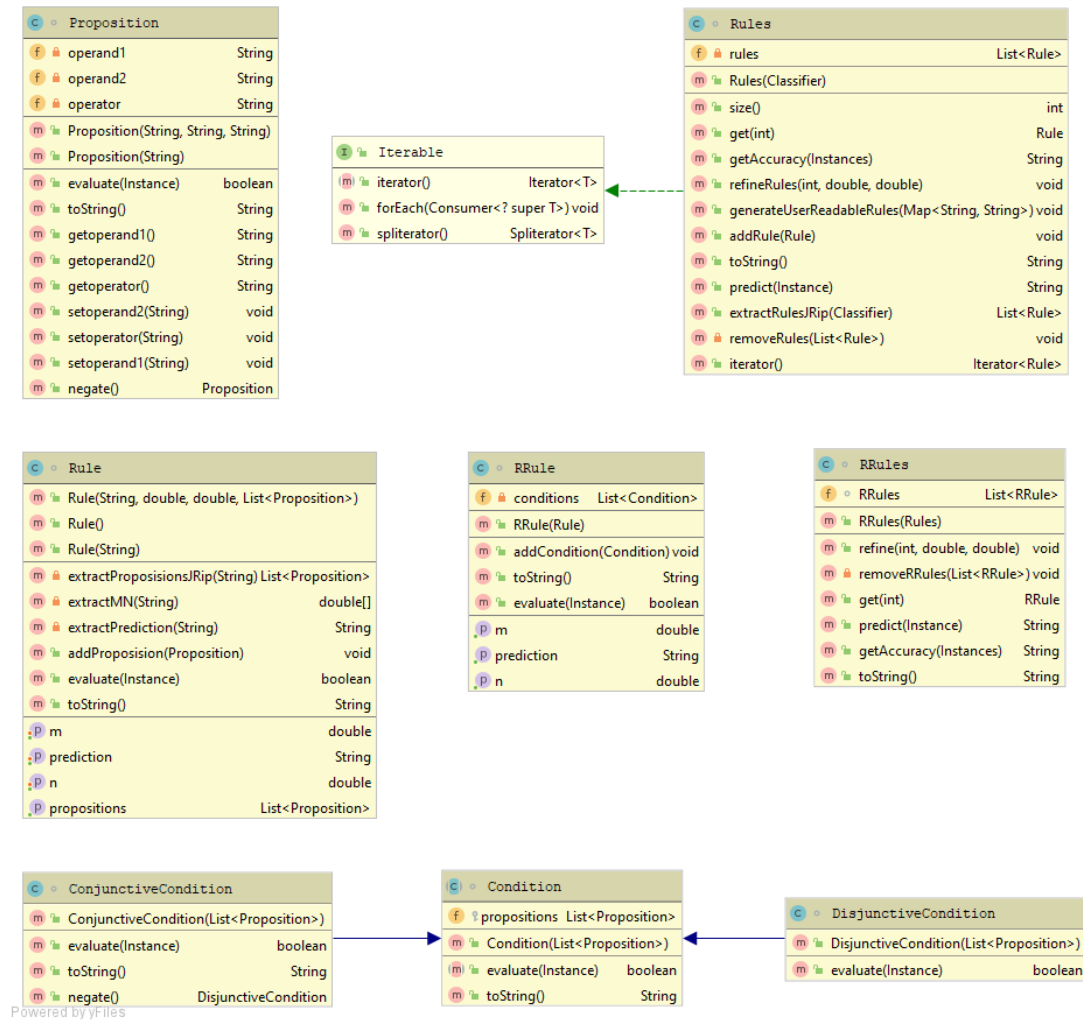 Proposition
operand1 String
operand2 String
operator String
Proposition(String, String, String)
Proposition(String)
evaluate(Instance) boolean
toString() String
getoperand1() String
getoperand2() String
getoperator() String
setoperand2(String) void
setoperator(String) void
setoperand1(String) void
negate() Proposition
Iterable
iterator() Iterator<T>
forEach(Consumer<? super T>) void
spliterator() Spliterator<T>
Rules
rules List<Rule>
Rules(Classifier)
size() int
get(int) Rule
getAccuracy(Instances) String
refineRules(int, double, double) void
generateUserReadableRules(Map<String, String>) void
addRule(Rule) void
toString() String
predict(Instance) String
extractRulesJRip(Classifier) List<Rule>
removeRules(List<Rule>) void
iterator() Iterator<Rule>
Rule
Rule(String, double, double, List<Proposition>)
Rule()
Rule(String)
extractProposisionsJRip(String) List<Proposition>
extractMN(String) double[]
extractPrediction(String) String
addProposision(Proposition) void
evaluate(Instance) boolean
toString() String
m double
prediction String
n double
propositions List<Proposition>
RRule
conditions List<Condition>
RRule(Rule)
addCondition(Condition) void
toString() String
evaluate(Instance) boolean
m double
prediction String
n double
RRules
RRules List<RRule>
RRules(Rules)
refine(int, double, double) void
removeRRules(List<RRule>) void
get(int) RRule
predict(Instance) String
getAccuracy(Instances) String
toString() String
ConjunctiveCondition
ConjunctiveCondition(List<Proposition>)
evaluate(Instance) boolean
toString() String
negate() DisjunctiveCondition
Condition
propositions List<Proposition>
Condition(List<Proposition>)
evaluate(Instance) boolean
toString() String
DisjunctiveCondition
DisjunctiveCondition(List<Proposition>)
evaluate(Instance) boolean
Powered by yFiles